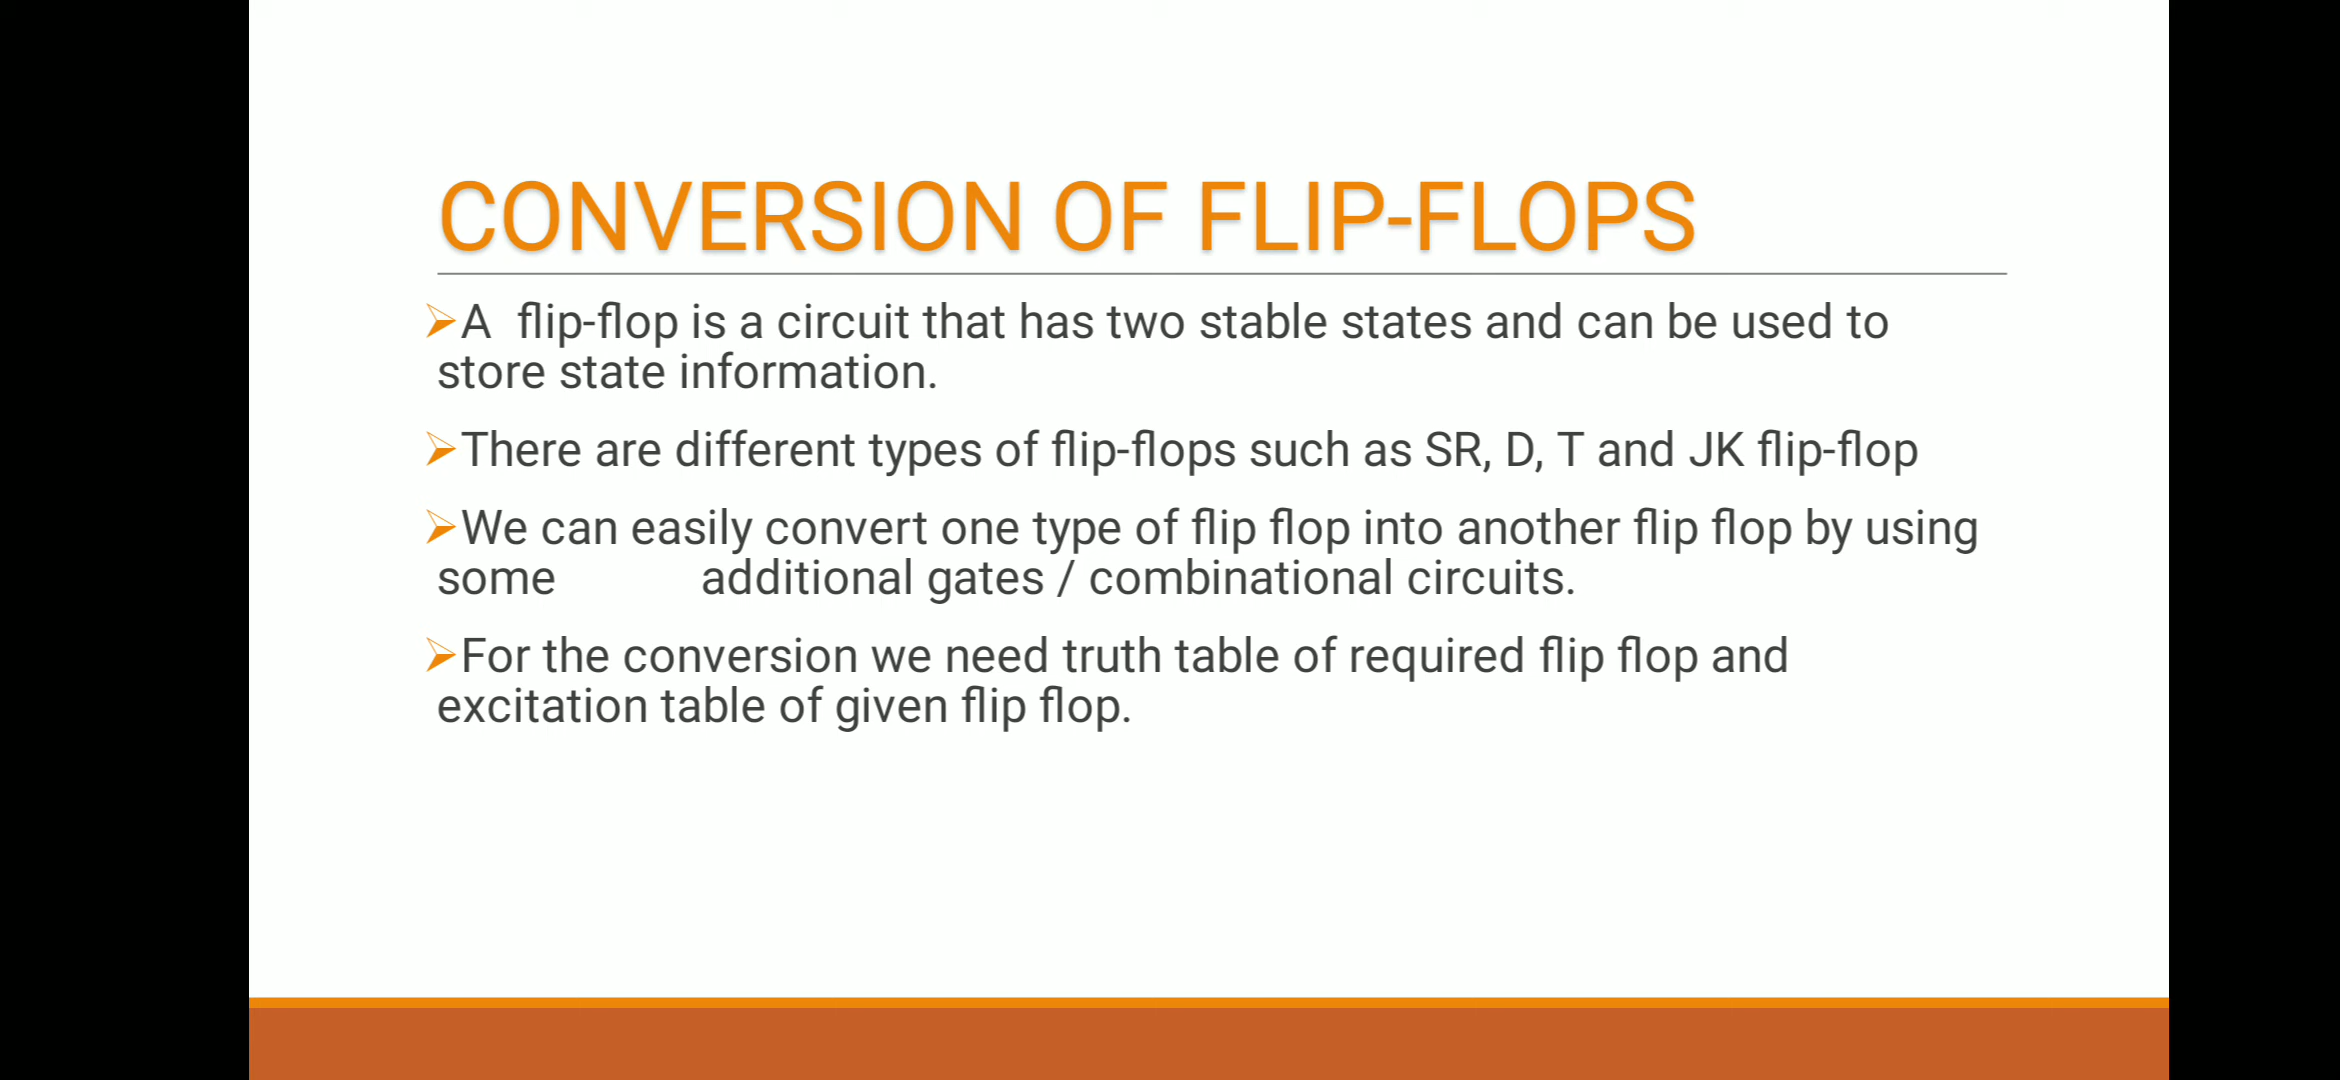 CONVERSION OF FLIP-FLOPS
➢A flip-flop is a circuit that has two stable states and can be used to
store state information.
➢There are different types of flip-flops such as SR, D, T and JK flip-flop
➢We can easily convert one type of flip flop into another flip flop by using
some additional gates / combinational circuits.
➢For the conversion we need truth table of required flip flop and
excitation table of given flip flop.